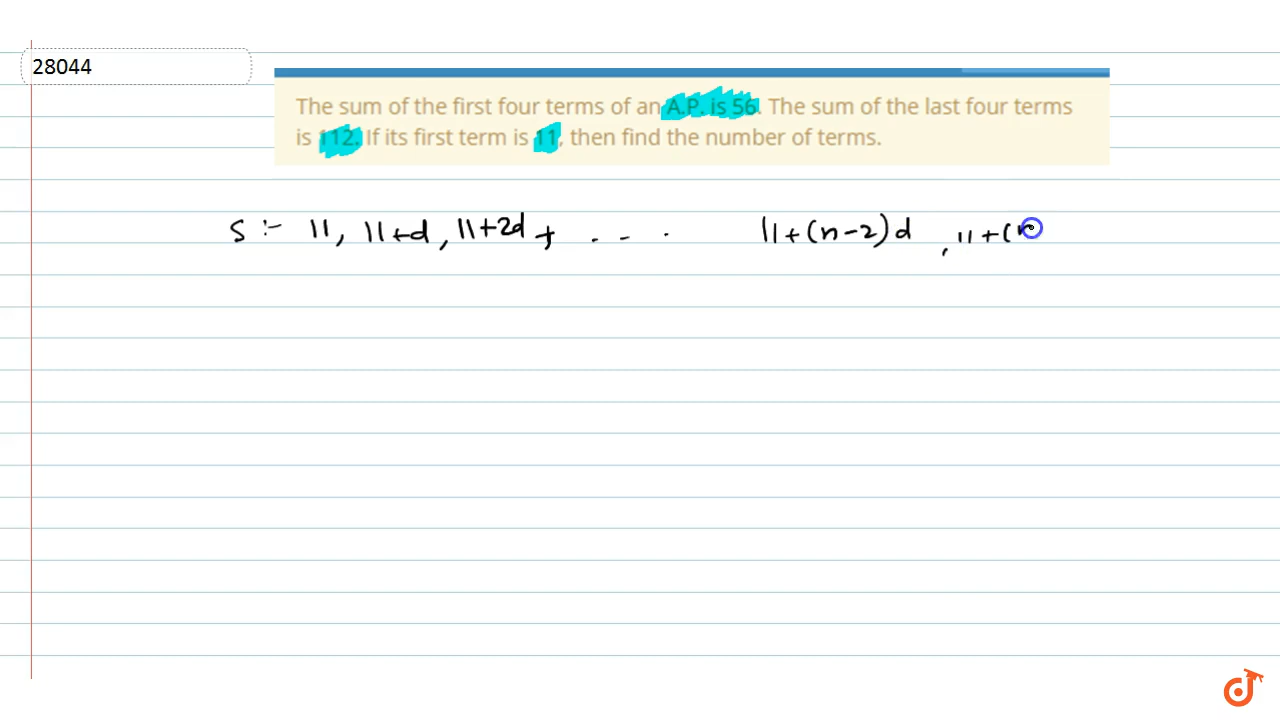 28044
The sum of the first four terms of an A.P. is 56. The sum of the last four terms
is 112. If its first term is 11, then find the number of terms.
S :- 11, 11+d, 11+2d + . - . 11+(n-2)d , 11+(n